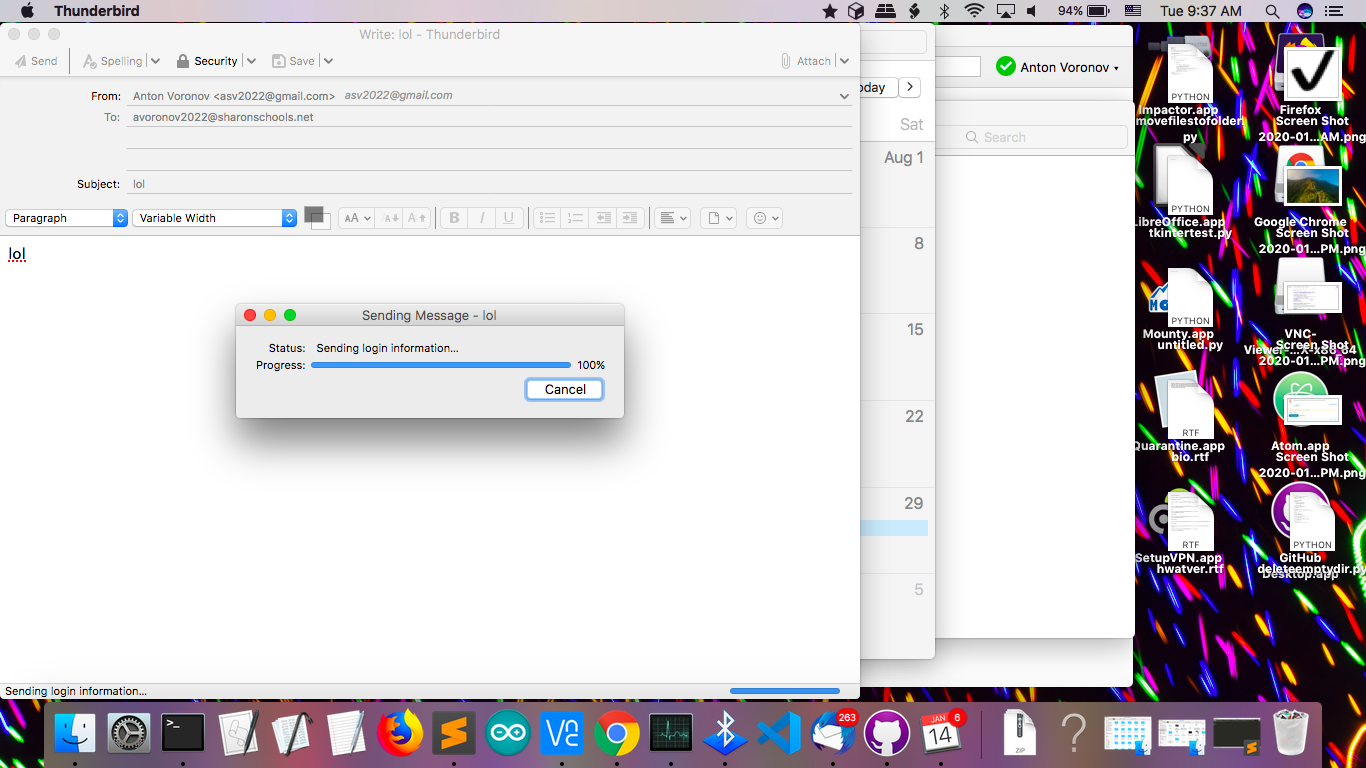 Thunderbird
94%
Tue 9:37 AM
Write: lol - Thunderbird
Send
Spelling
Security
Save
Attach
From: Anton Voronov <asv2022@gmail.com> asv2022@gmail.com
To: avoronov2022@sharonschools.net
Subject: lol
Paragraph
Variable Width
lol
Sending Message - lol
Status: Sending login information...
Progress: 100%
Cancel
Sending login information...
oday
Sat
Aug 1
8
15
22
29
5
Anton Voronov
Search
PYTHON
Impactor.app
movefilestofolder.
py
Firefox
Screen Shot
2020-01...AM.png
PYTHON
LibreOffice.app
tkintertest.py
Google Chrome
Screen Shot
2020-01...PM.png
PYTHON
Mounty.app
untitled.py
VNC-
Screen Shot
2020-01...PM.png
RTF
Quarantine.app
bio.rtf
Atom.app
Screen Shot
2020-01...PM.png
RTF
SetupVPN.app
hwatver.rtf
PYTHON
GitHub
deleteemptydir.py
Desktop.app
263
JAN
6
14
ZIP